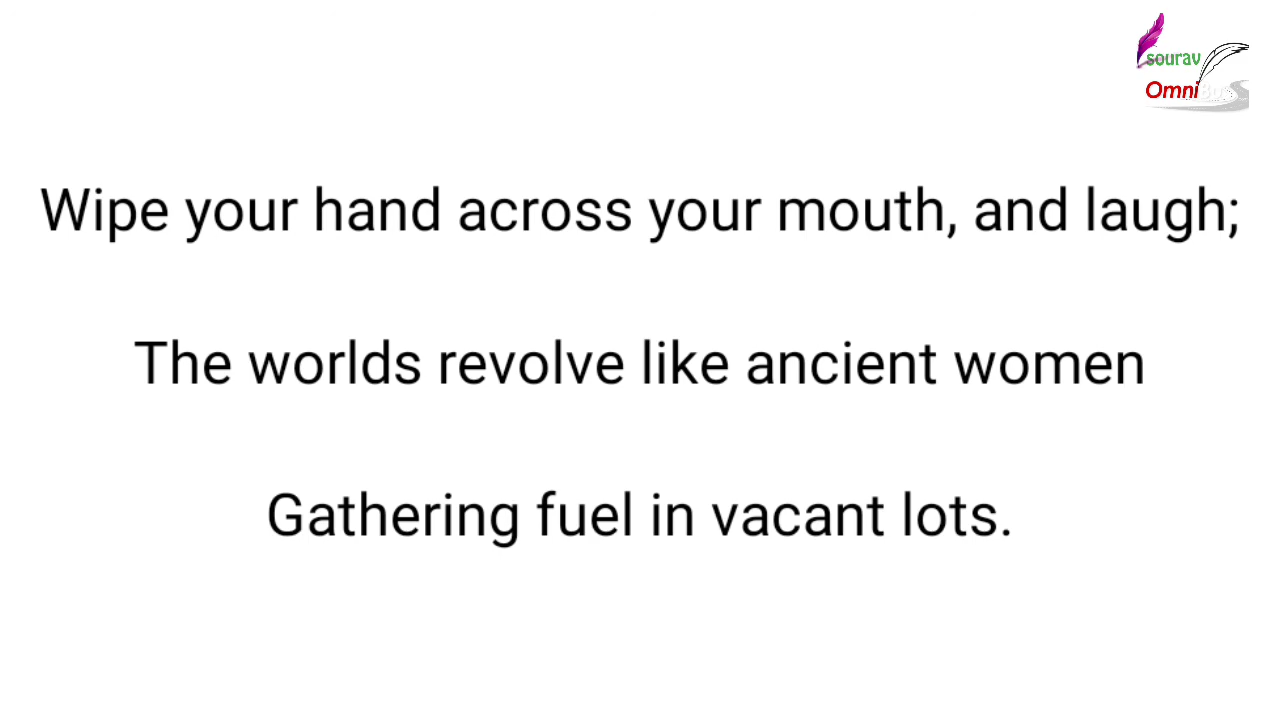 sourav
Omni
Wipe your hand across your mouth, and laugh;
The worlds revolve like ancient women
Gathering fuel in vacant lots.